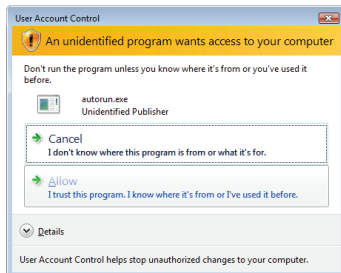 User Account Control
An unidentified program wants access to your computer
Don't run the program unless you know where it's from or you've used it
before.
autorun.exe
Unidentified Publisher
Cancel
I don't know where this program is from or what it's for.
Allow
I trust this program. I know where it's from or I've used it before.
Details
User Account Control helps stop unauthorized changes to your computer.